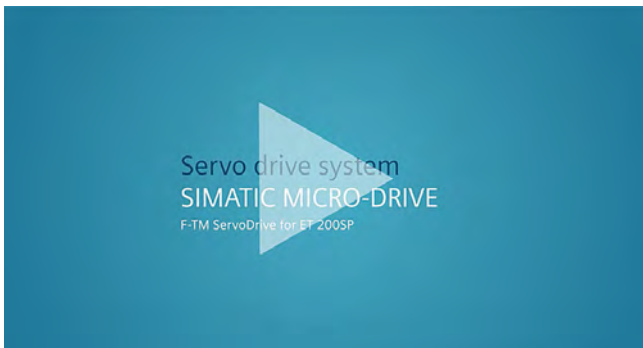 Servo drive system
SIMATIC MICRO-DRIVE
F-TM ServoDrive for ET 200SP